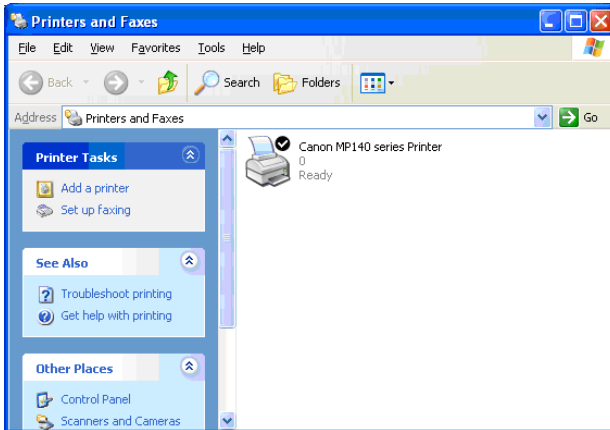 Printers and Faxes
File Edit View Favorites Tools Help
Back Search Folders
Address Printers and Faxes Go
Printer Tasks
Add a printer
Set up faxing
See Also
Troubleshoot printing
Get help with printing
Other Places
Control Panel
Scanners and Cameras
Canon MP140 series Printer
0
Ready